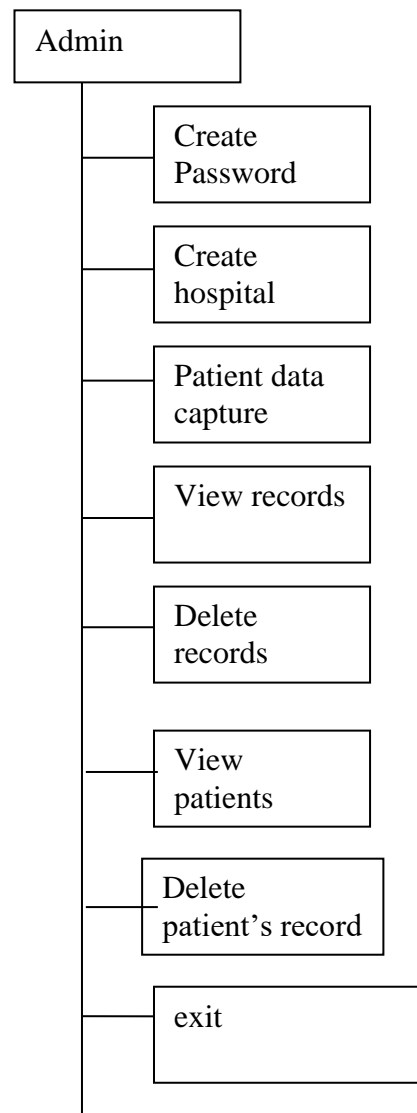 Admin
Create
Password
Create
hospital
Patient data
capture
View records
Delete
records
View
patients
Delete
patient’s record
exit